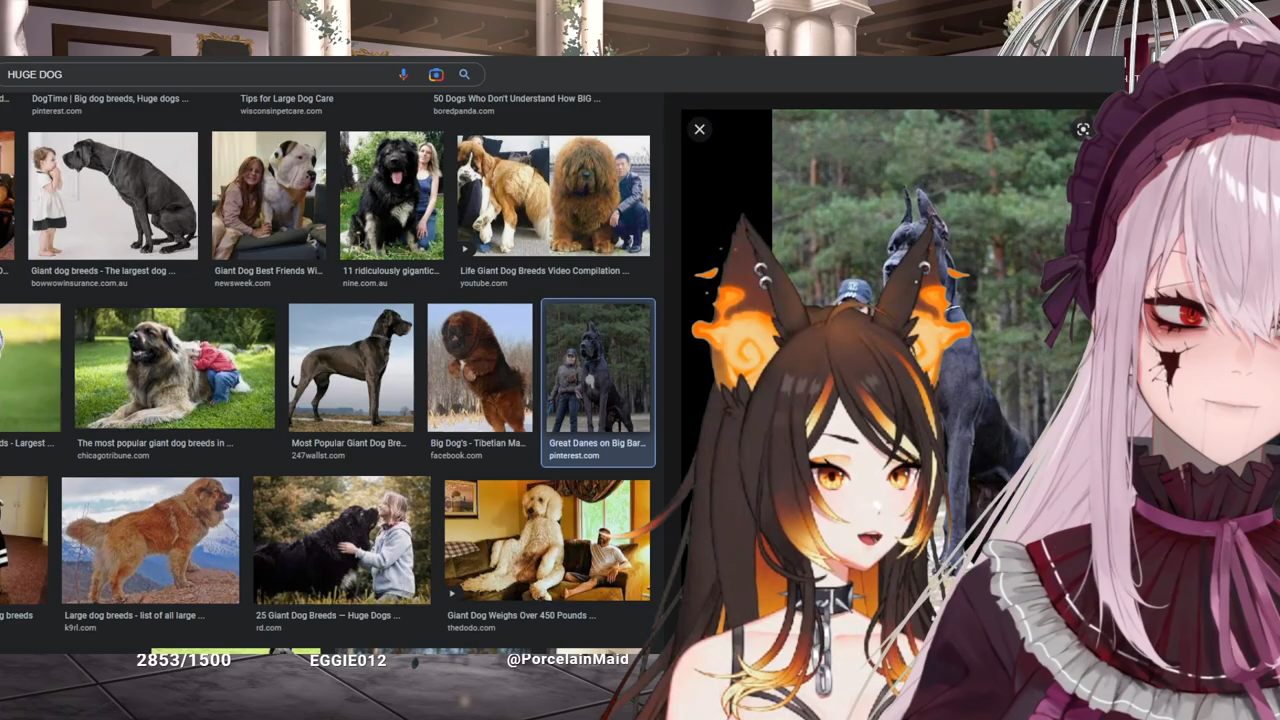 HUGE DOG
DogTime | Big dog breeds, Huge dogs ...
pinterest.com
Tips for Large Dog Care
wisconsinpetcare.com
50 Dogs Who Don't Understand How BIG ...
boredpanda.com
Giant dog breeds - The largest dog ...
bowwowinsurance.com.au
Giant Dog Best Friends Wi...
newsweek.com
11 ridiculously gigantic...
nine.com.au
Life Giant Dog Breeds Video Compilation ...
youtube.com
ds - Largest ...
The most popular giant dog breeds in ...
chicagotribune.com
Most Popular Giant Dog Bre...
247wallst.com
Big Dog's - Tibetian Ma...
facebook.com
Great Danes on Big Bar...
pinterest.com
g breeds
Large dog breeds - list of all large ...
k9rl.com
25 Giant Dog Breeds — Huge Dogs ...
rd.com
Giant Dog Weighs Over 450 Pounds ...
thedodo.com
2853/1500
EGGIE012
@PorcelainMaid